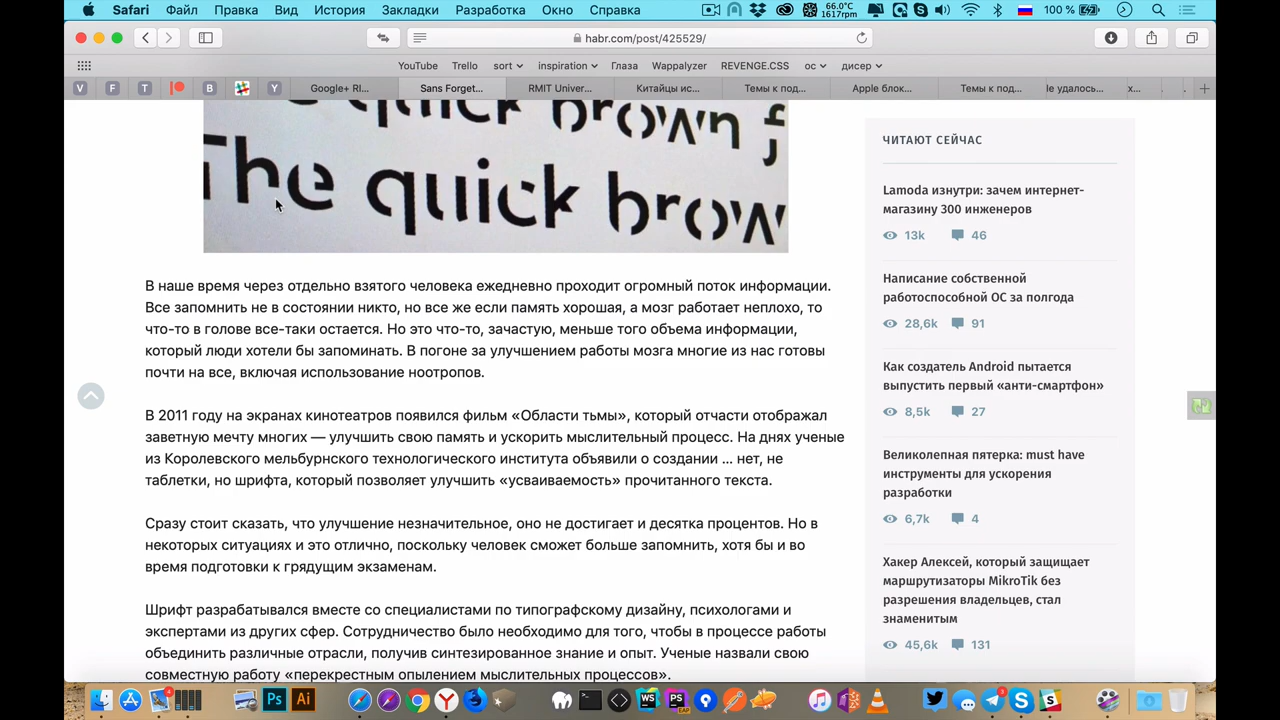 Safari Файл Правка Вид История Закладки Разработка Окно Справка 66.0°C 1617rpm 100 %
habr.com/post/425529/
YouTube Trello sort inspiration Глаза Wappalyzer REVENGE.CSS ос дисер
V F T B Y Google+ RI... Sans Forget... RMIT Univer... Китайцы ис... Темы к под... Apple блок... Темы к под... le удалось... х...
quick brown f
The quick brow
В наше время через отдельно взятого человека ежедневно проходит огромный поток информации.
Все запомнить не в состоянии никто, но все же если память хорошая, а мозг работает неплохо, то
что-то в голове все-таки остается. Но это что-то, зачастую, меньше того объема информации,
который люди хотели бы запоминать. В погоне за улучшением работы мозга многие из нас готовы
почти на все, включая использование ноотропов.
В 2011 году на экранах кинотеатров появился фильм «Области тьмы», который отчасти отображал
заветную мечту многих — улучшить свою память и ускорить мыслительный процесс. На днях ученые
из Королевского мельбурнского технологического института объявили о создании ... нет, не
таблетки, но шрифта, который позволяет улучшить «усваиваемость» прочитанного текста.
Сразу стоит сказать, что улучшение незначительное, оно не достигает и десятка процентов. Но в
некоторых ситуациях и это отлично, поскольку человек сможет больше запомнить, хотя бы и во
время подготовки к грядущим экзаменам.
Шрифт разрабатывался вместе со специалистами по типографскому дизайну, психологами и
экспертами из других сфер. Сотрудничество было необходимо для того, чтобы в процессе работы
объединить различные отрасли, получив синтезированное знание и опыт. Ученые назвали свою
совместную работу «перекрестным опылением мыслительных процессов».
ЧИТАЮТ СЕЙЧАС
Lamoda изнутри: зачем интернет-
магазину 300 инженеров
13k 46
Написание собственной
работоспособной ОС за полгода
28,6k 91
Как создатель Android пытается
выпустить первый «анти-смартфон»
8,5k 27
Великолепная пятерка: must have
инструменты для ускорения
разработки
6,7k 4
Хакер Алексей, который защищает
маршрутизаторы MikroTik без
разрешения владельцев, стал
знаменитым
45,6k 131
Ps Ai WS PS EAP